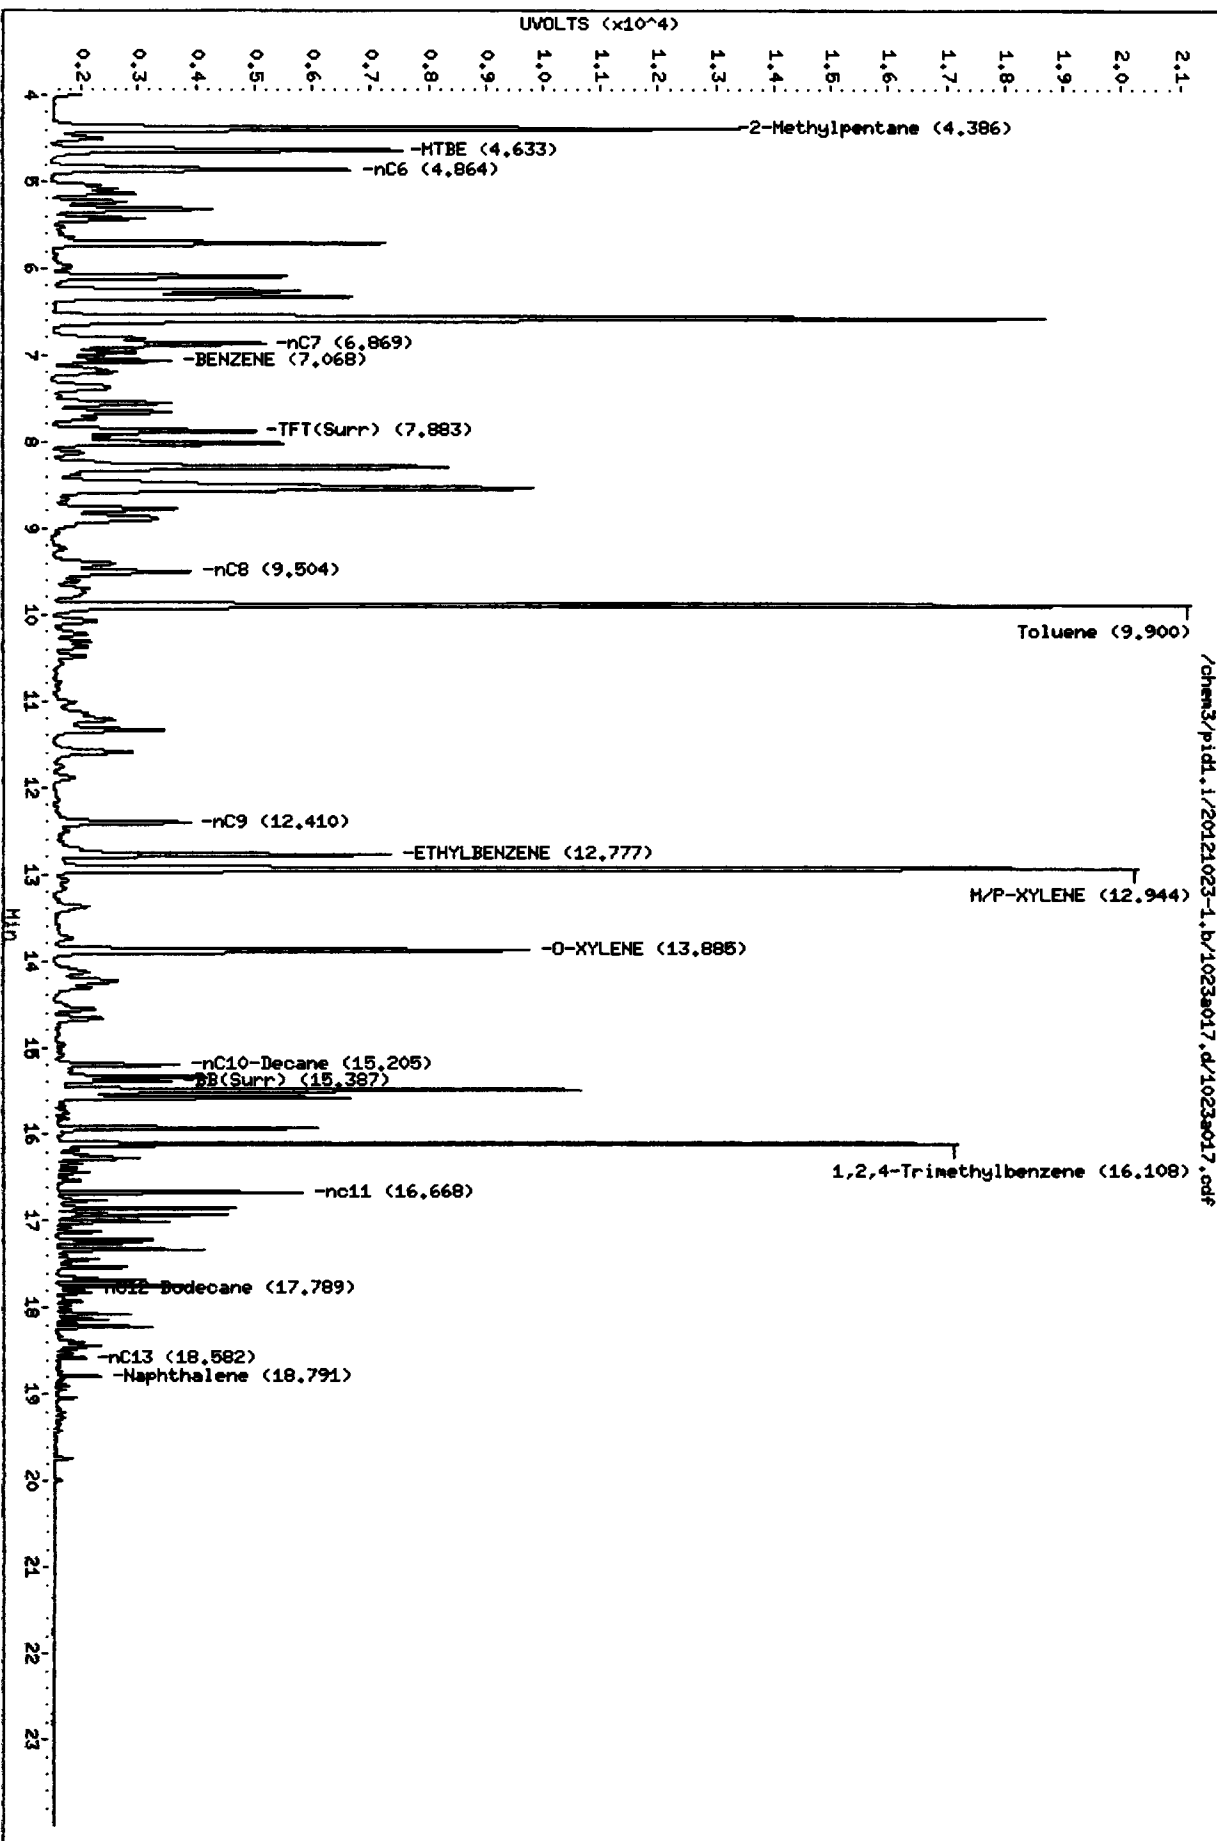 UVOLTS (x10^4)
0.2
0.3
0.4
0.5
0.6
0.7
0.8
0.9
1.0
1.1
1.2
1.3
1.4
1.5
1.6
1.7
1.8
1.9
2.0
2.1
/chem3/pid1.i/20121023-1.b/1023a017.d/1023a017.cdf
4
-2-Methylpentane (4.386)
-MTBE (4.633)
-nC6 (4.864)
5
6
-nC7 (6.869)
7
-BENZENE (7.068)
-TFT(Surr) (7.883)
8
9
-nC8 (9.504)
10
Toluene (9.900)
11
12
-nC9 (12.410)
-ETHYLBENZENE (12.777)
13
M/P-XYLENE (12.944)
Min
-O-XYLENE (13.885)
14
15
-nC10-Decane (15.205)
-BB(Surr) (15.387)
16
1,2,4-Trimethylbenzene (16.108)
-nc11 (16.668)
17
nC12-Dodecane (17.789)
18
-nC13 (18.582)
-Naphthalene (18.791)
19
20
21
22
23